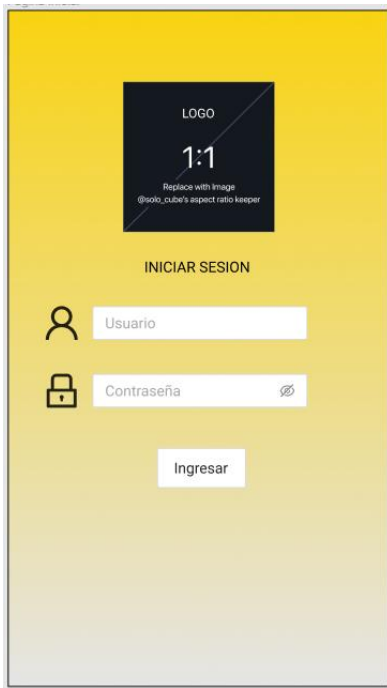 LOGO
1:1
Replace with Image
@solo_cube's aspect ratio keeper
INICIAR SESION
Usuario
Contraseña
Ingresar